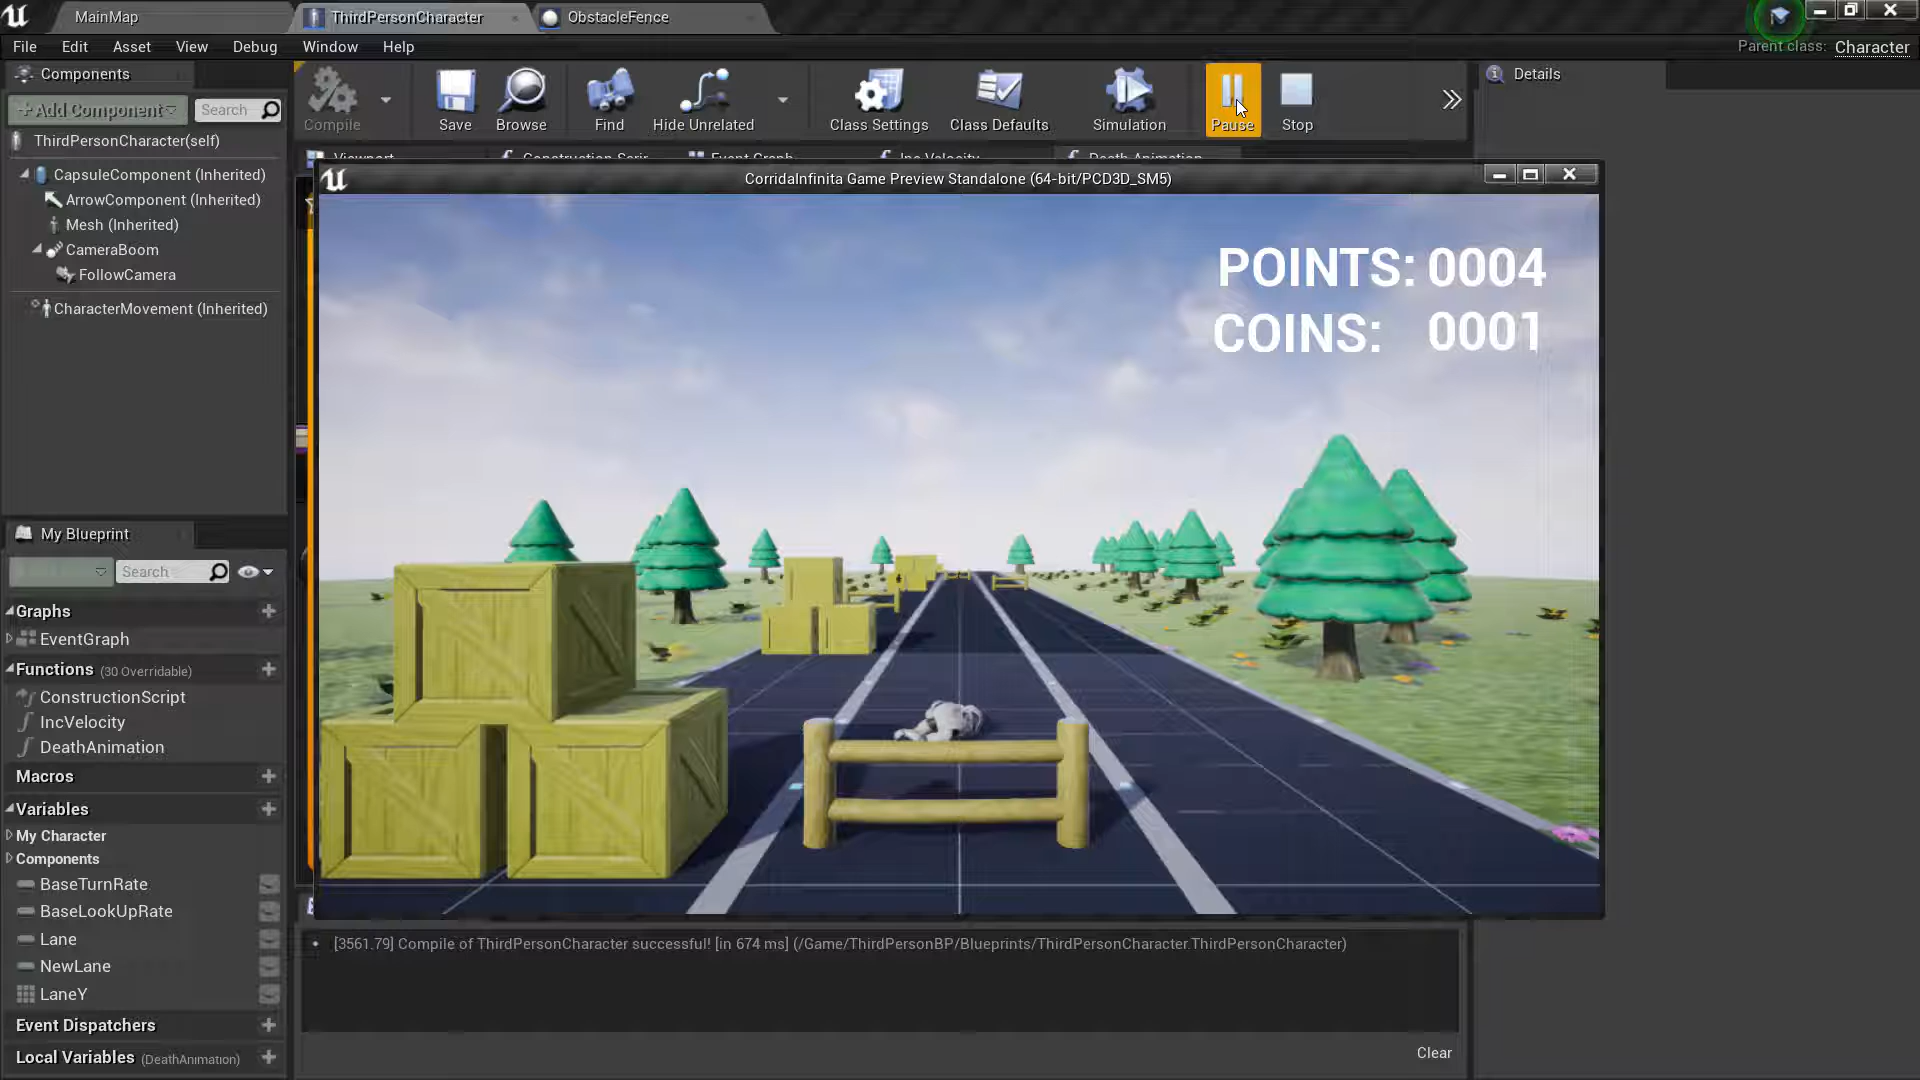 MainMap
ThirdPersonCharacter
ObstacleFence
File Edit Asset View Debug Window Help
Parent class: Character
Components
Details
+Add Component
Search
Compile
Save
Browse
Find
Hide Unrelated
Class Settings
Class Defaults
Simulation
Pause
Stop
ThirdPersonCharacter(self)
Viewport
Event Graph
Inc Velocity
Death Animation
CapsuleComponent (Inherited)
ArrowComponent (Inherited)
Mesh (Inherited)
CameraBoom
FollowCamera
CharacterMovement (Inherited)
CorridaInfinita Game Preview Standalone (64-bit/PCD3D_SM5)
POINTS: 0004
COINS: 0001
My Blueprint
Search
Graphs
EventGraph
Functions (30 Overridable)
ConstructionScript
IncVelocity
DeathAnimation
Macros
Variables
My Character
Components
BaseTurnRate
BaseLookUpRate
Lane
NewLane
LaneY
Event Dispatchers
Local Variables (DeathAnimation)
[3561.79] Compile of ThirdPersonCharacter successful! [in 674 ms] (/Game/ThirdPersonBP/Blueprints/ThirdPersonCharacter.ThirdPersonCharacter)
Clear